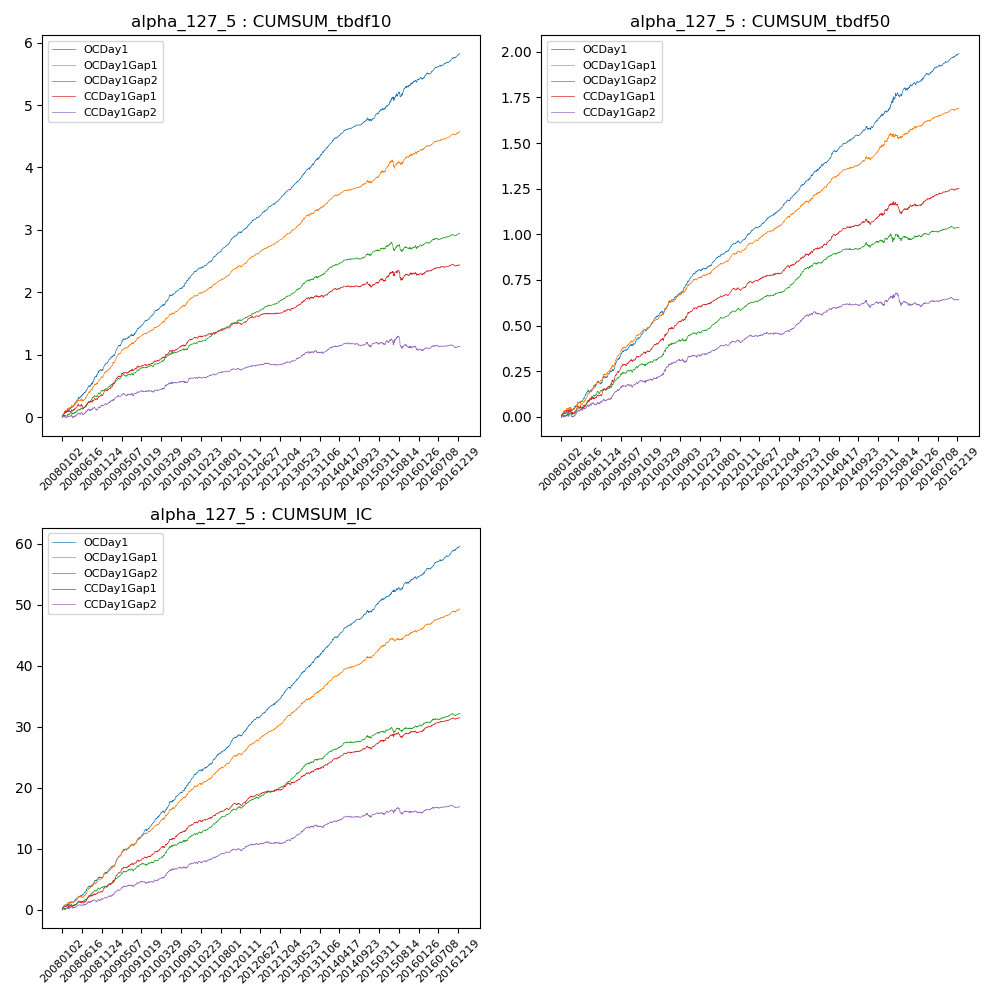 alpha_127_5 : CUMSUM_tbdf10
6
5
4
3
2
1
0
OCDay1
OCDay1Gap1
OCDay1Gap2
CCDay1Gap1
CCDay1Gap2
20080102 20080616 20081124 20090507 20091019 20100329 20100903 20110223 20110801 20120111 20120627 20121204 20130523 20131106 20140417 20140923 20150311 20150814 20160126 20160708 20161219
alpha_127_5 : CUMSUM_tbdf50
2.00
1.75
1.50
1.25
1.00
0.75
0.50
0.25
0.00
OCDay1
OCDay1Gap1
OCDay1Gap2
CCDay1Gap1
CCDay1Gap2
20080102 20080616 20081124 20090507 20091019 20100329 20100903 20110223 20110801 20120111 20120627 20121204 20130523 20131106 20140417 20140923 20150311 20150814 20160126 20160708 20161219
alpha_127_5 : CUMSUM_IC
60
50
40
30
20
10
0
OCDay1
OCDay1Gap1
OCDay1Gap2
CCDay1Gap1
CCDay1Gap2
20080102 20080616 20081124 20090507 20091019 20100329 20100903 20110223 20110801 20120111 20120627 20121204 20130523 20131106 20140417 20140923 20150311 20150814 20160126 20160708 20161219